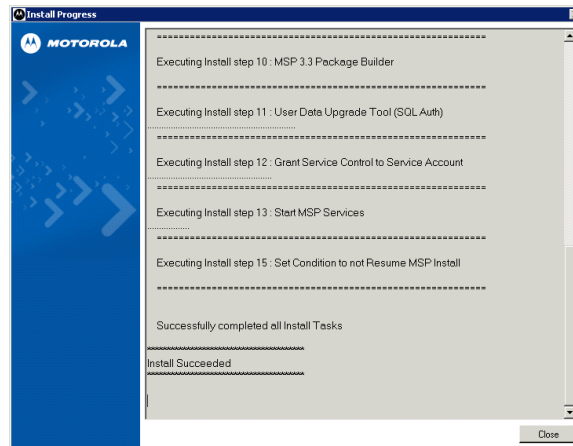 Install Progress
MOTOROLA
============================================================
Executing Install step 10 : MSP 3.3 Package Builder
============================================================
Executing Install step 11 : User Data Upgrade Tool (SQL Auth)
............................................................
============================================================
Executing Install step 12 : Grant Service Control to Service Account
..................................................
============================================================
Executing Install step 13 : Start MSP Services
.................
============================================================
Executing Install step 15 : Set Condition to not Resume MSP Install
============================================================
Successfully completed all Install Tasks
****************************************
Install Succeeded
****************************************
Close